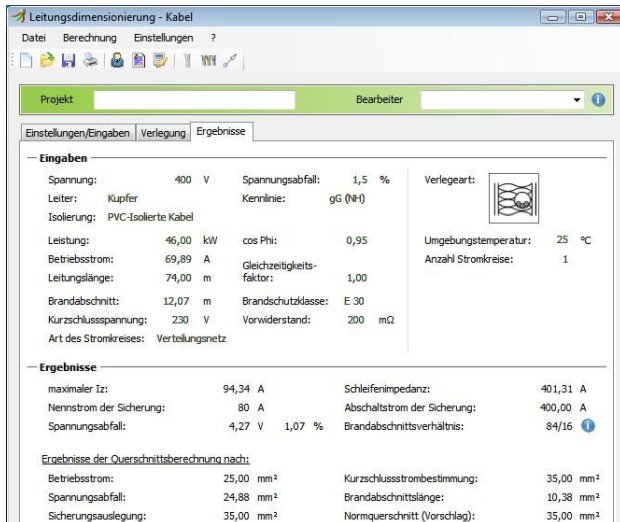 Leitungsdimensionierung - Kabel
Datei Berechnung Einstellungen ?
Projekt Bearbeiter
Einstellungen/Eingaben Verlegung Ergebnisse
Eingaben
Spannung: 400 V Spannungsabfall: 1,5 % Verlegeart:
Leiter: Kupfer Kennlinie: gG (NH)
Isolierung: PVC-Isolierte Kabel
Leistung: 46,00 kW cos Phi: 0,95 Umgebungstemperatur: 25 °C
Betriebsstrom: 69,89 A Gleichzeitigkeits- Anzahl Stromkreise: 1
Leitungslänge: 74,00 m faktor: 1,00
Brandabschnitt: 12,07 m Brandschutzklasse: E 30
Kurzschlussspannung: 230 V Vorwiderstand: 200 mΩ
Art des Stromkreises: Verteilungsnetz
Ergebnisse
maximaler Iz: 94,34 A Schleifenimpedanz: 401,31 A
Nennstrom der Sicherung: 80 A Abschaltstrom der Sicherung: 400,00 A
Spannungsabfall: 4,27 V 1,07 % Brandabschnittsverhältnis: 84/16
Ergebnisse der Querschnittsberechnung nach:
Betriebsstrom: 25,00 mm² Kurzschlussstrombestimmung: 35,00 mm²
Spannungsabfall: 24,88 mm² Brandabschnittslänge: 10,38 mm²
Sicherungsauslegung: 35,00 mm² Normquerschnitt (Vorschlag): 35,00 mm²